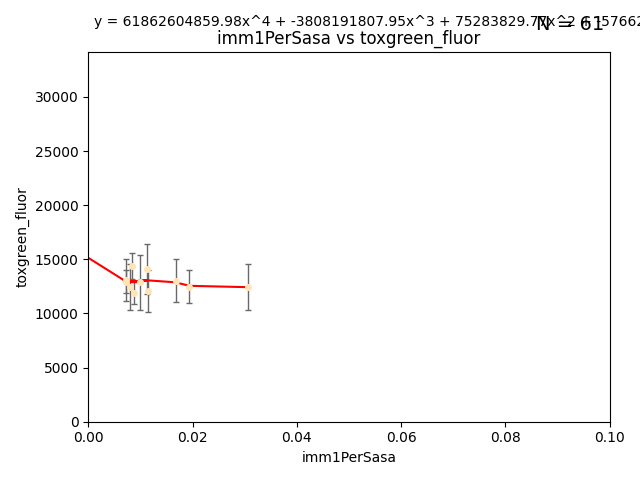 y = 61862604859.98x^4 + -3808191807.95x^3 + 75283829.77x^2 +
N = 61
imm1PerSasa vs toxgreen_fluor
30000
25000
20000
15000
10000
5000
0
toxgreen_fluor
0.00 0.02 0.04 0.06 0.08 0.10
imm1PerSasa